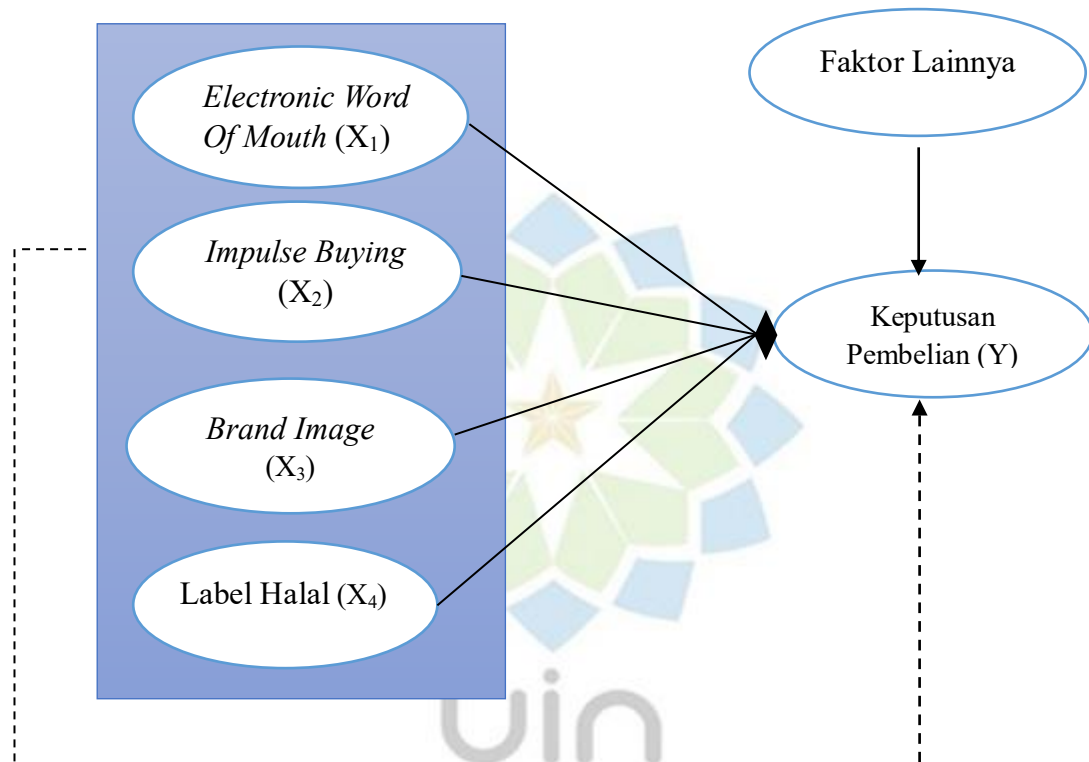 Electronic Word
Of Mouth (X₁)
Impulse Buying
(X₂)
Brand Image
(X₃)
Label Halal (X₄)
Faktor Lainnya
Keputusan
Pembelian (Y)
uin